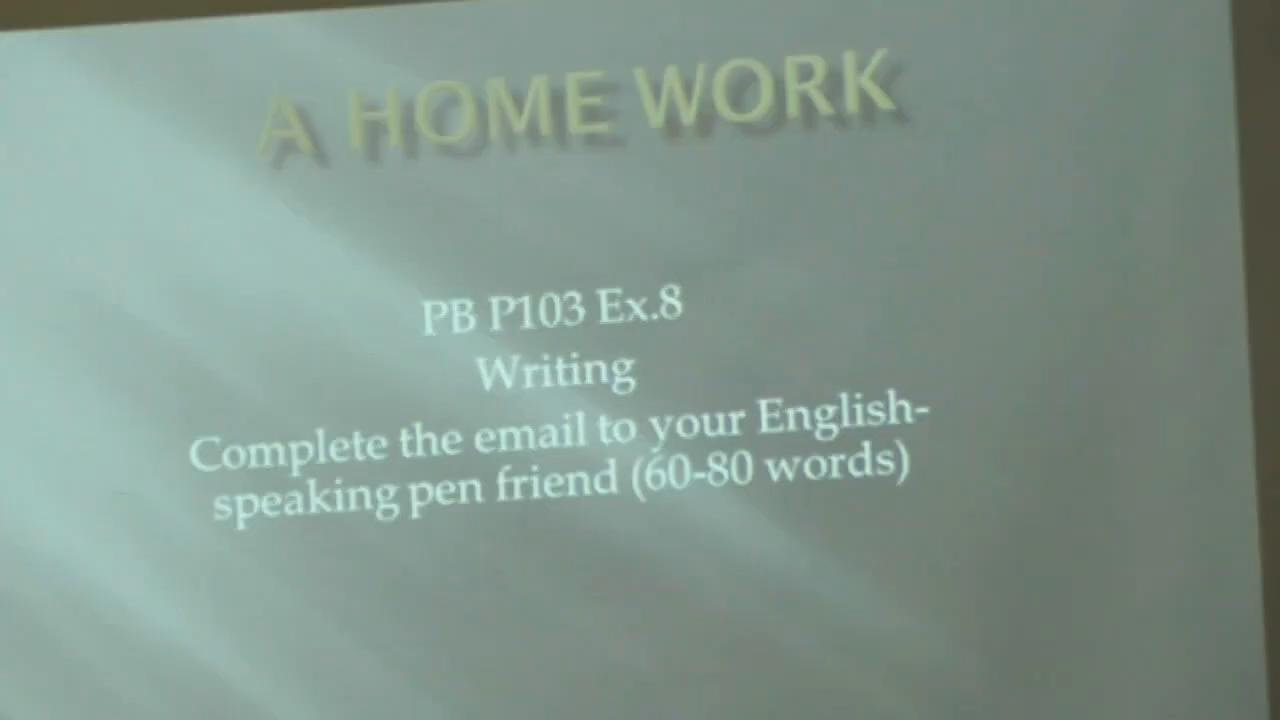 A HOME WORK
PB P103 Ex.8
Writing
Complete the email to your English-
speaking pen friend (60-80 words)